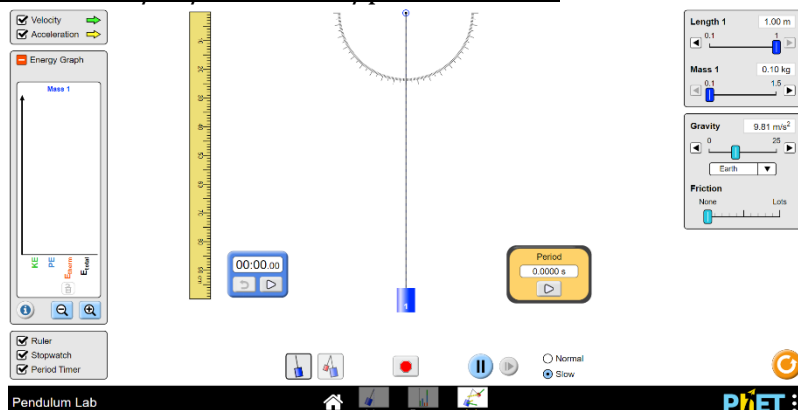 Velocity
Acceleration
Energy Graph
Mass 1
KE
PE
Etherm
Etotal
Ruler
Stopwatch
Period Timer
00:00.00
1
Period
0.0000 s
Normal
Slow
Length 1 1.00 m
0.1 1
Mass 1 0.10 kg
0.1 1.5
Gravity 9.81 m/s²
0 25
Earth
Friction
None Lots
Pendulum Lab
PhET